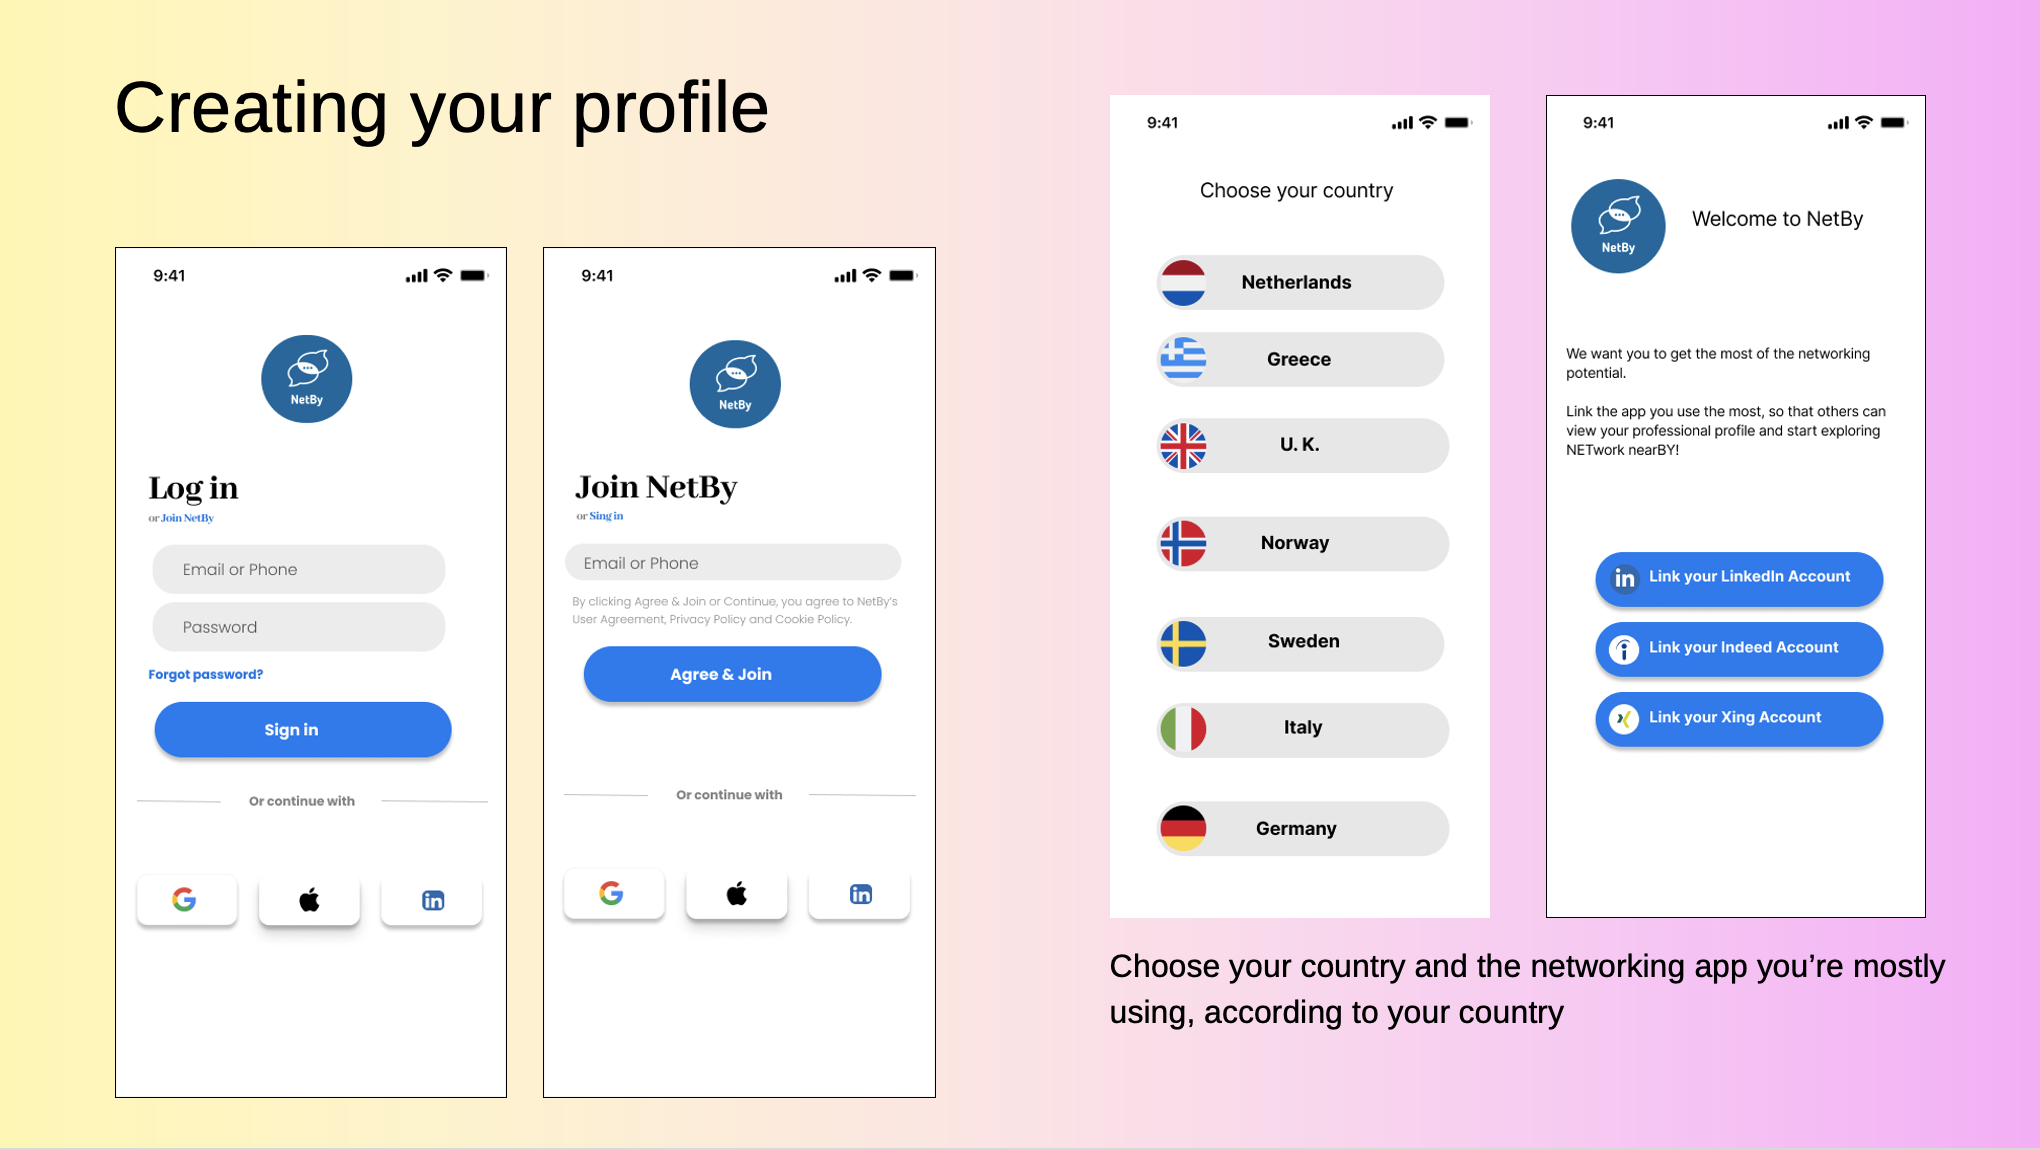 Creating your profile
9:41
NetBy
Log in
or Join NetBy
Email or Phone
Password
Forgot password?
Sign in
Or continue with
in
9:41
NetBy
Join NetBy
or Sing in
Email or Phone
By clicking Agree & Join or Continue, you agree to NetBy's
User Agreement, Privacy Policy and Cookie Policy.
Agree & Join
Or continue with
in
9:41
Choose your country
Netherlands
Greece
U. K.
Norway
Sweden
Italy
Germany
9:41
NetBy
Welcome to NetBy
We want you to get the most of the networking
potential.
Link the app you use the most, so that others can
view your professional profile and start exploring
NETwork nearBY!
in Link your LinkedIn Account
Link your Indeed Account
Link your Xing Account
Choose your country and the networking app you’re mostly
using, according to your country